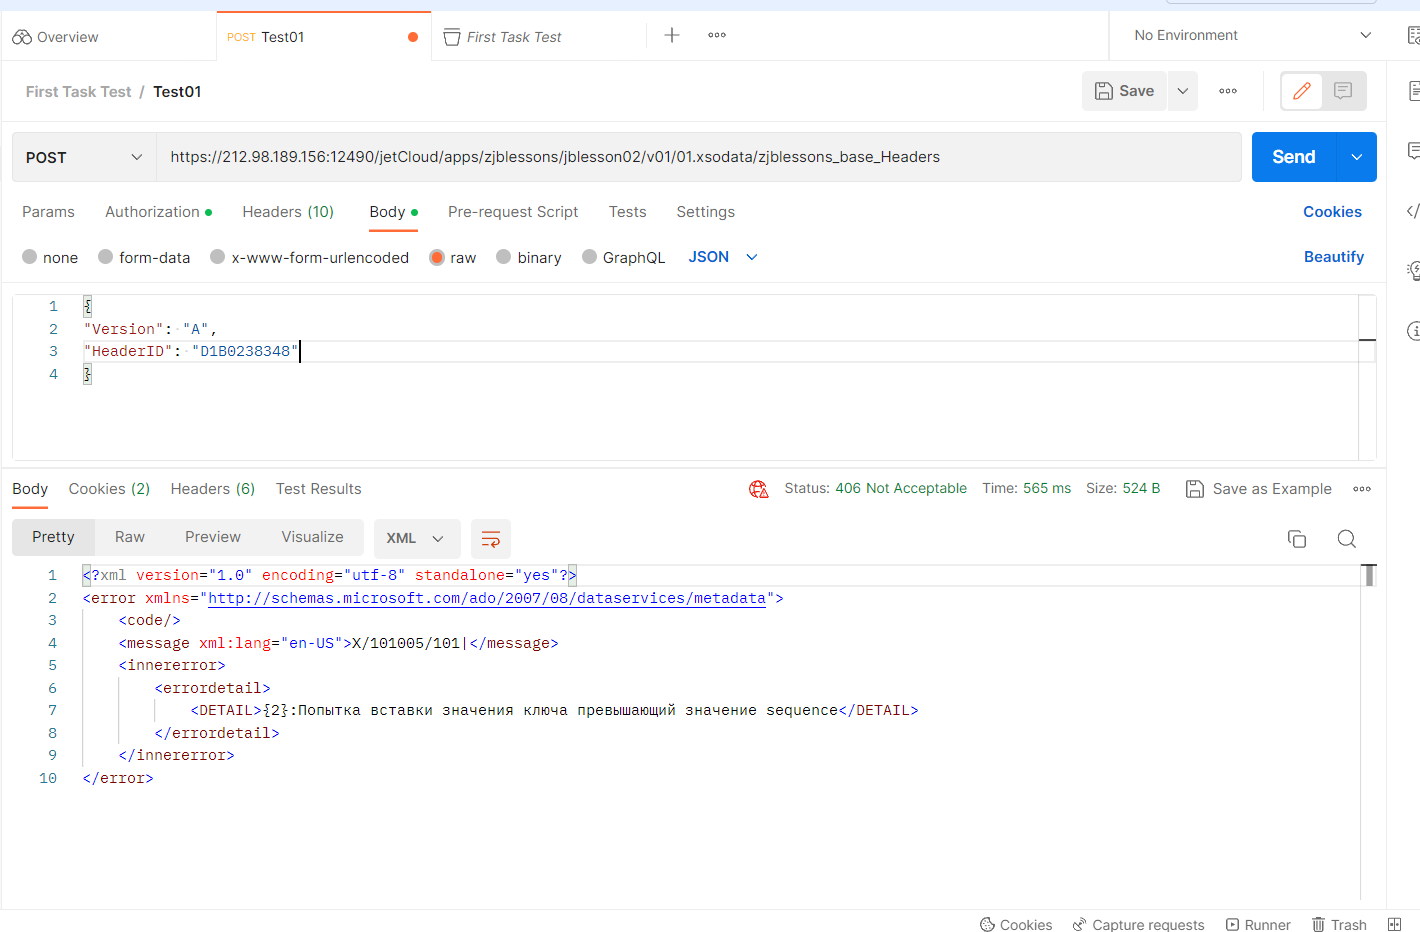 Overview
POST Test01
First Task Test
No Environment
First Task Test / Test01
Save
POST
https://212.98.189.156:12490/jetCloud/apps/zjblessons/jblesson02/v01/01.xsodata/zjblessons_base_Headers
Send
Params Authorization Headers (10) Body Pre-request Script Tests Settings Cookies
none form-data x-www-form-urlencoded raw binary GraphQL JSON Beautify
1 {
2 "Version": "A",
3 "HeaderID": "D1B0238348"
4 }
Body Cookies (2) Headers (6) Test Results Status: 406 Not Acceptable Time: 565 ms Size: 524 B Save as Example
Pretty Raw Preview Visualize XML
1 <?xml version="1.0" encoding="utf-8" standalone="yes"?>
2 <error xmlns="http://schemas.microsoft.com/ado/2007/08/dataservices/metadata">
3 <code/>
4 <message xml:lang="en-US">X/101005/101|</message>
5 <innererror>
6 <errordetail>
7 <DETAIL>{2}:Попытка вставки значения ключа превышающий значение sequence</DETAIL>
8 </errordetail>
9 </innererror>
10 </error>
Cookies Capture requests Runner Trash